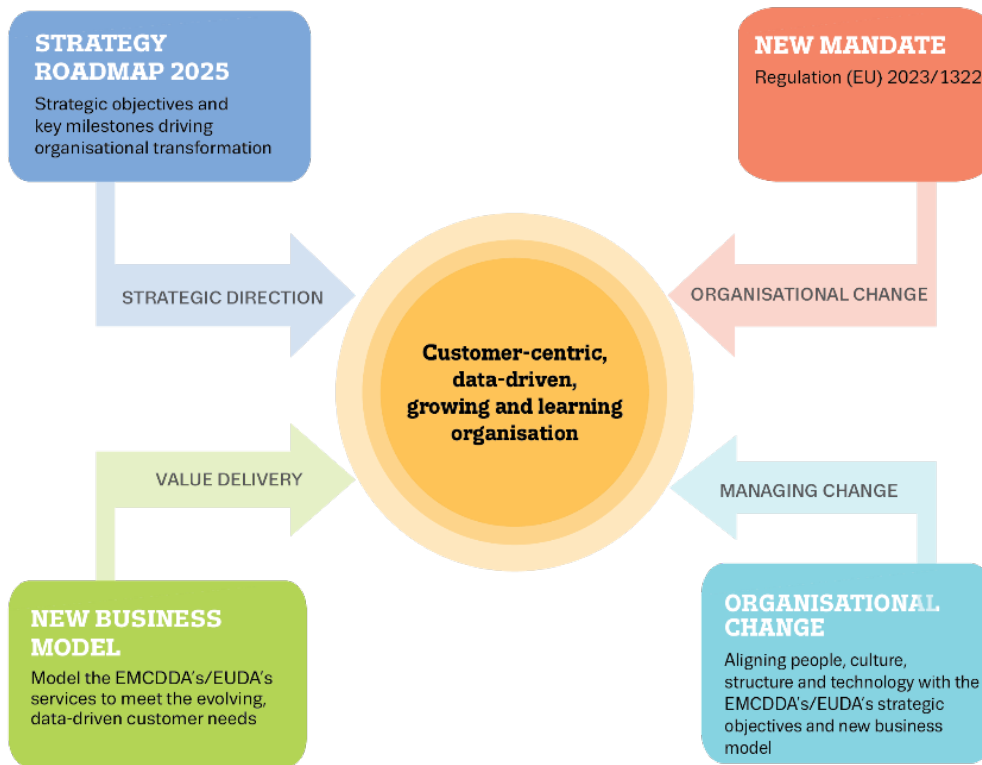 STRATEGY
ROADMAP 2025
Strategic objectives and
key milestones driving
organisational transformation
NEW MANDATE
Regulation (EU) 2023/1322
STRATEGIC DIRECTION
ORGANISATIONAL CHANGE
Customer-centric,
data-driven,
growing and learning
organisation
VALUE DELIVERY
MANAGING CHANGE
NEW BUSINESS
MODEL
Model the EMCDDA's/EUDA's
services to meet the evolving,
data-driven customer needs
ORGANISATIONAL
CHANGE
Aligning people, culture,
structure and technology with the
EMCDDA's/EUDA's strategic
objectives and new business
model